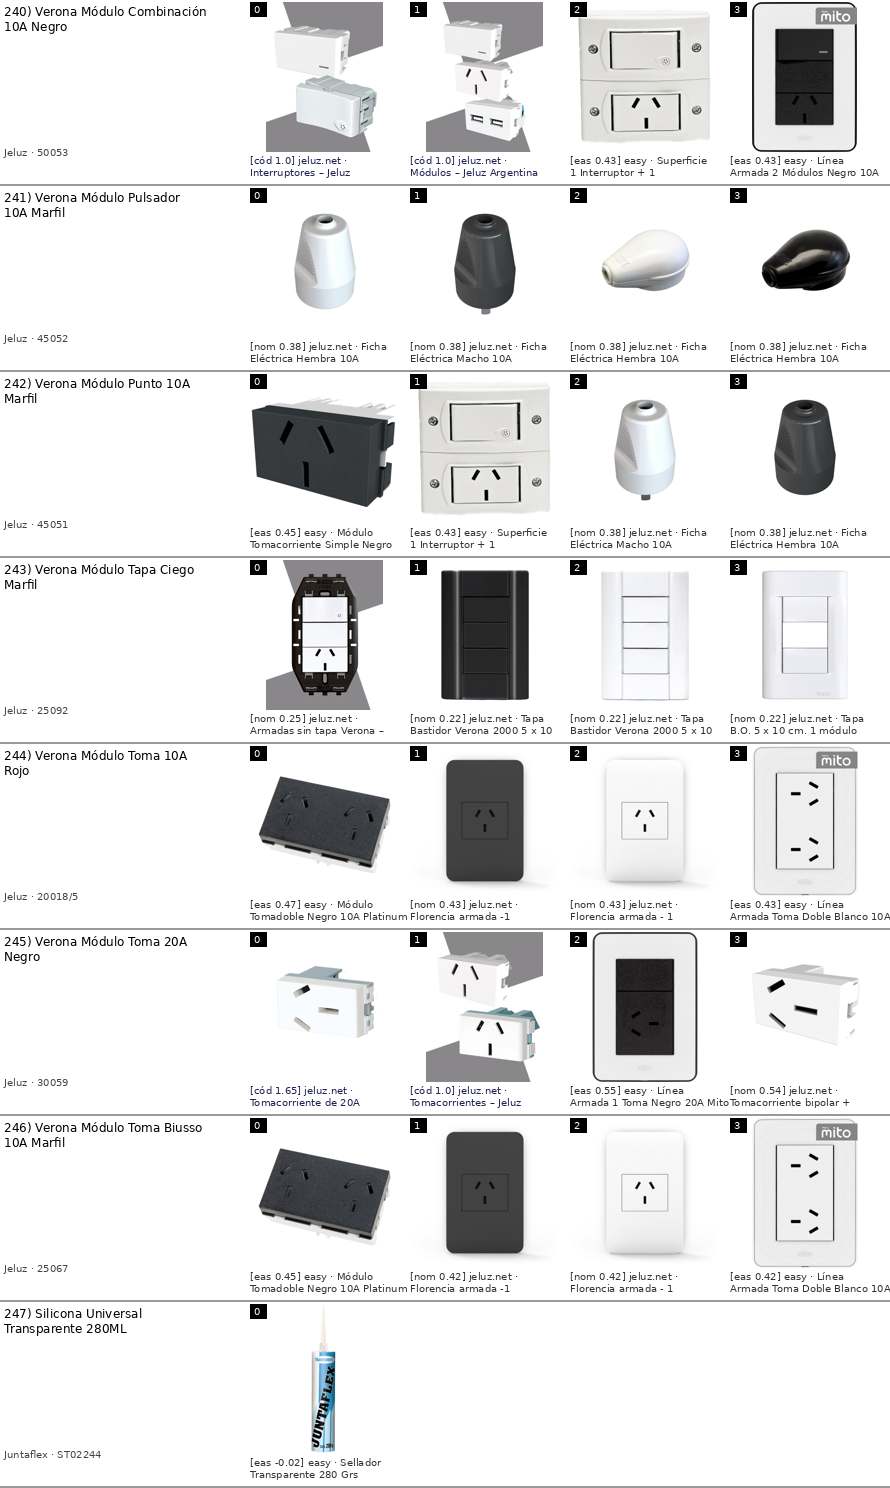 240) Verona Módulo Combinación
10A Negro
Jeluz · 50053
0
[cód 1.0] jeluz.net ·
Interruptores – Jeluz
1
[cód 1.0] jeluz.net ·
Módulos – Jeluz Argentina
2
[eas 0.43] easy · Superficie
1 Interruptor + 1
3
mito
[eas 0.43] easy · Línea
Armada 2 Módulos Negro 10A
241) Verona Módulo Pulsador
10A Marfil
Jeluz · 45052
0
[nom 0.38] jeluz.net · Ficha
Eléctrica Hembra 10A
1
[nom 0.38] jeluz.net · Ficha
Eléctrica Macho 10A
2
[nom 0.38] jeluz.net · Ficha
Eléctrica Hembra 10A
3
[nom 0.38] jeluz.net · Ficha
Eléctrica Hembra 10A
242) Verona Módulo Punto 10A
Marfil
Jeluz · 45051
0
[eas 0.45] easy · Módulo
Tomacorriente Simple Negro
1
[eas 0.43] easy · Superficie
1 Interruptor + 1
2
[nom 0.38] jeluz.net · Ficha
Eléctrica Macho 10A
3
[nom 0.38] jeluz.net · Ficha
Eléctrica Hembra 10A
243) Verona Módulo Tapa Ciego
Marfil
Jeluz · 25092
0
[nom 0.25] jeluz.net ·
Armadas sin tapa Verona –
1
[nom 0.22] jeluz.net · Tapa
Bastidor Verona 2000 5 x 10
2
[nom 0.22] jeluz.net · Tapa
Bastidor Verona 2000 5 x 10
3
[nom 0.22] jeluz.net · Tapa
B.O. 5 x 10 cm. 1 módulo
244) Verona Módulo Toma 10A
Rojo
Jeluz · 20018/5
0
[eas 0.47] easy · Módulo
Tomadoble Negro 10A Platinum
1
[nom 0.43] jeluz.net ·
Florencia armada -1
2
[nom 0.43] jeluz.net ·
Florencia armada - 1
3
mito
[eas 0.43] easy · Línea
Armada Toma Doble Blanco 10A
245) Verona Módulo Toma 20A
Negro
Jeluz · 30059
0
[cód 1.65] jeluz.net ·
Tomacorriente de 20A
1
[cód 1.0] jeluz.net ·
Tomacorrientes – Jeluz
2
[eas 0.55] easy · Línea
Armada 1 Toma Negro 20A Mito
3
[nom 0.54] jeluz.net ·
Tomacorriente bipolar +
246) Verona Módulo Toma Biusso
10A Marfil
Jeluz · 25067
0
[eas 0.45] easy · Módulo
Tomadoble Negro 10A Platinum
1
[nom 0.42] jeluz.net ·
Florencia armada -1
2
[nom 0.42] jeluz.net ·
Florencia armada - 1
3
mito
[eas 0.42] easy · Línea
Armada Toma Doble Blanco 10A
247) Silicona Universal
Transparente 280ML
Juntaflex · ST02244
0
JUNTAFLEX
[eas -0.02] easy · Sellador
Transparente 280 Grs